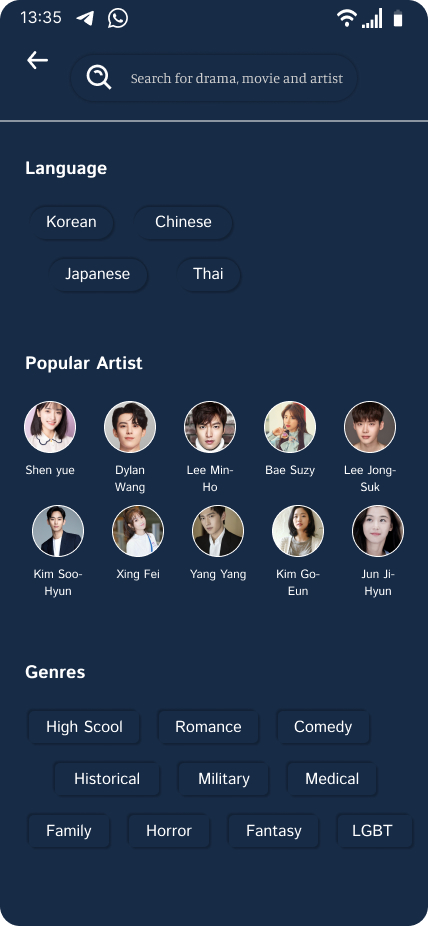 13:35
Search for drama, movie and artist
Language
Korean Chinese
Japanese Thai
Popular Artist
Shen yue Dylan Wang Lee Min-Ho Bae Suzy Lee Jong-Suk
Kim Soo-Hyun Xing Fei Yang Yang Kim Go-Eun Jun Ji-Hyun
Genres
High Scool Romance Comedy
Historical Military Medical
Family Horror Fantasy LGBT